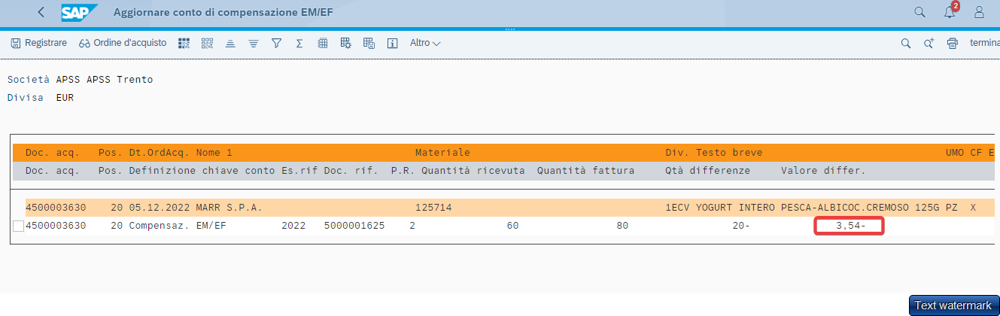 SAP Aggiornare conto di compensazione EM/EF 2
Registrare Ordine d'acquisto Altro termina
Società APSS APSS Trento
Divisa EUR
Doc. acq. Pos. Dt.OrdAcq. Nome 1 Materiale Div. Testo breve UMO CF E
Doc. acq. Pos. Definizione chiave conto Es.rif Doc. rif. P.R. Quantità ricevuta Quantità fattura Qtà differenze Valore differ.
4500003630 20 05.12.2022 MARR S.P.A. 125714 1ECV YOGURT INTERO PESCA-ALBICOC.CREMOSO 125G PZ X
4500003630 20 Compensaz. EM/EF 2022 5000001625 2 60 80 20- 3,54-
Text watermark